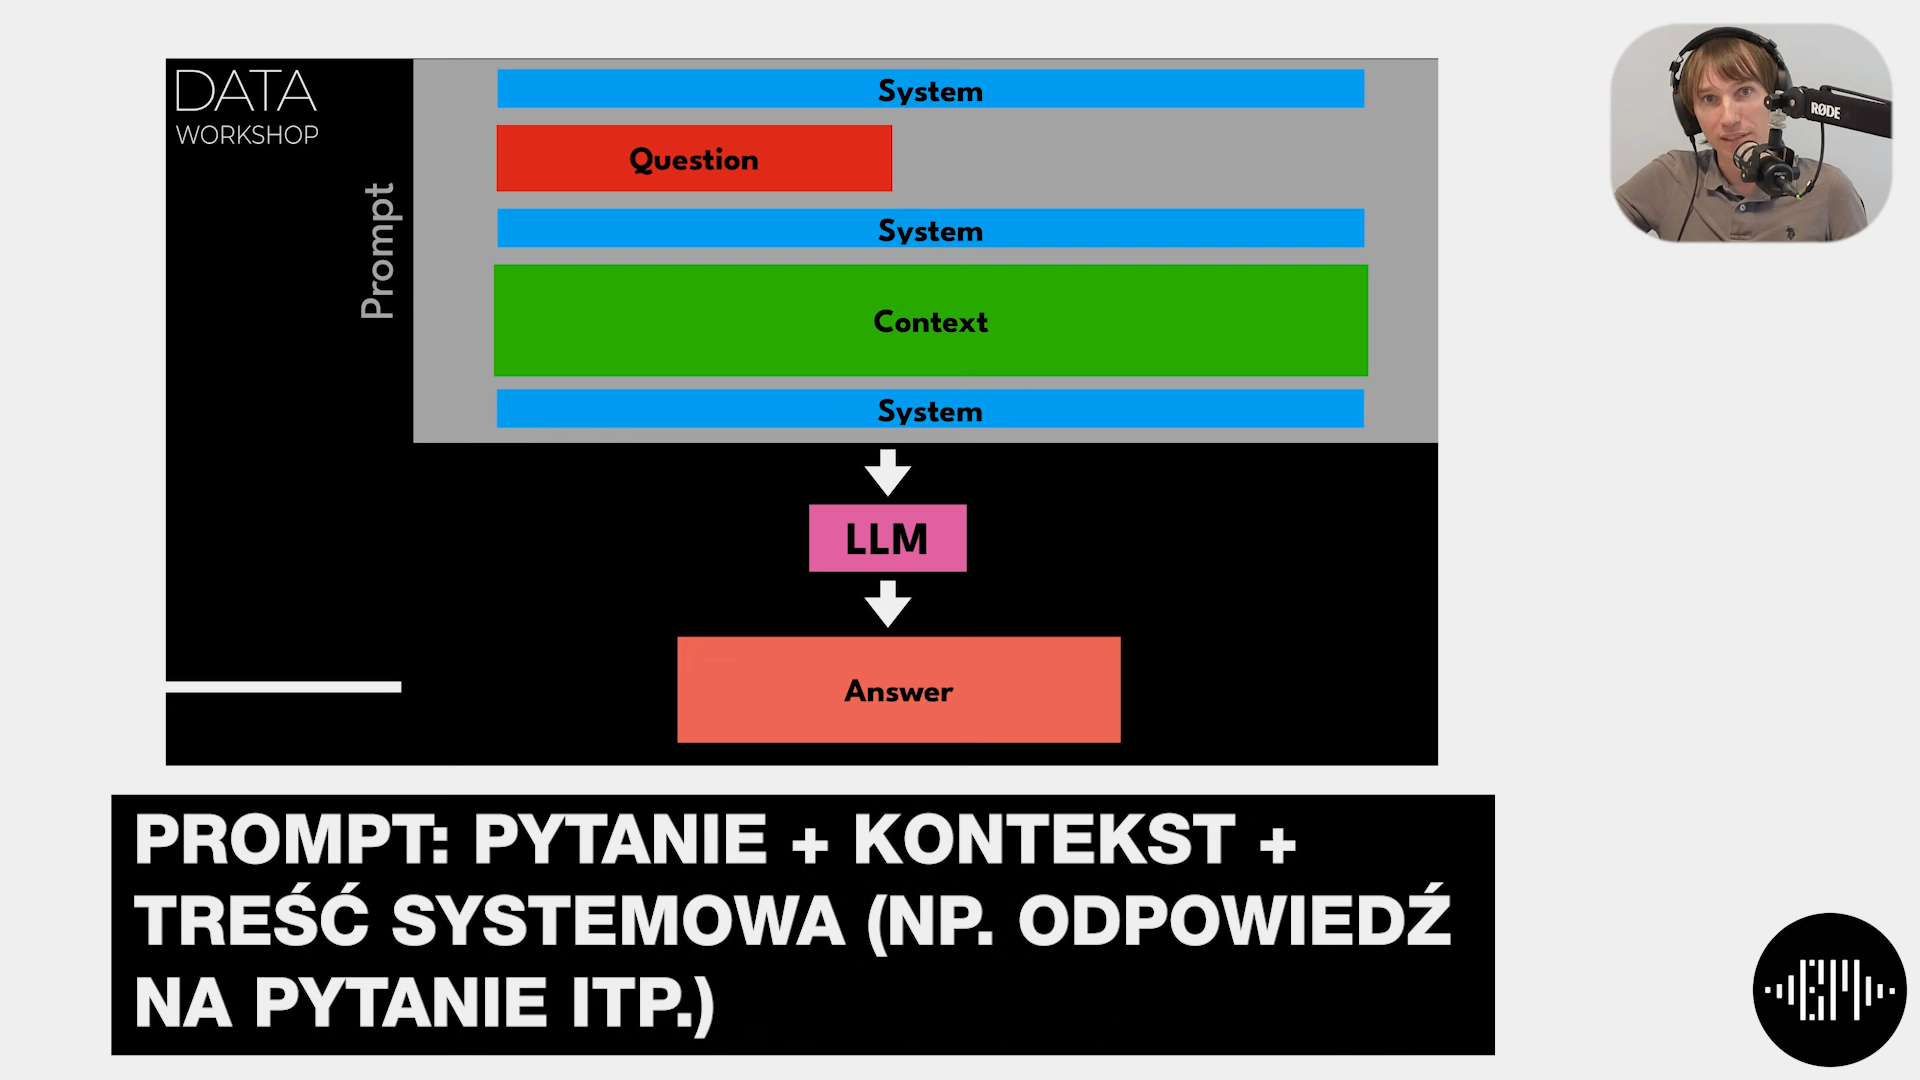 DATA
WORKSHOP
Prompt
System
Question
System
Context
System
LLM
Answer
RØDE
PROMPT: PYTANIE + KONTEKST +
TREŚĆ SYSTEMOWA (NP. ODPOWIEDŹ
NA PYTANIE ITP.)